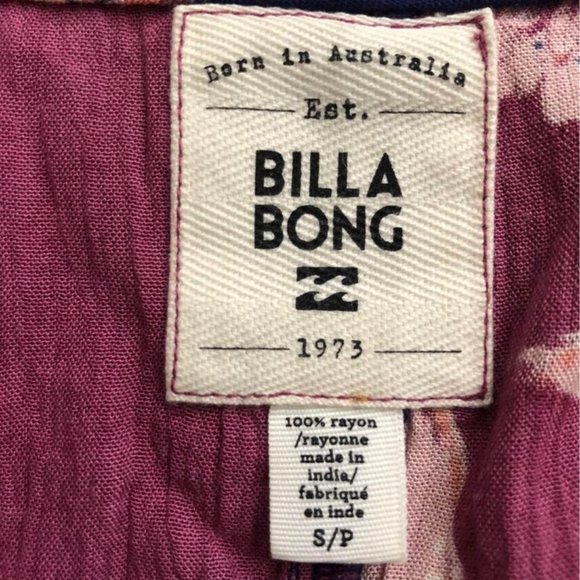 Born in Australia
Est.
BILLA
BONG
1973
100% rayon
/rayonne
made in
india/
fabriqué
en inde
S/P